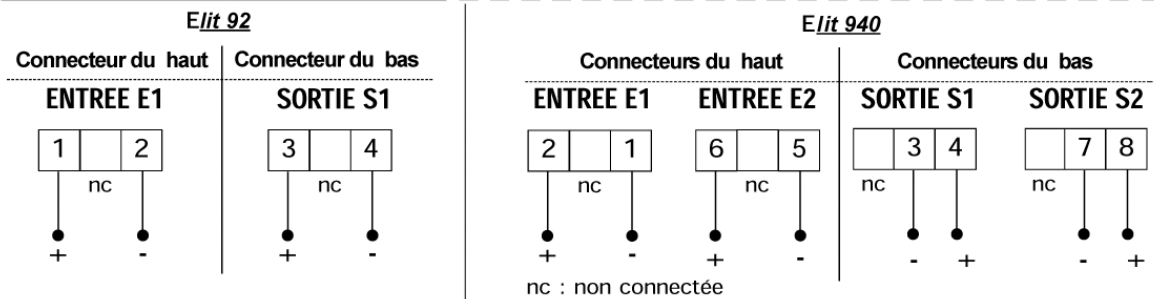 Elit 92
Connecteur du haut Connecteur du bas
ENTREE E1 SORTIE S1
1 2 3 4
nc nc
+ - + -
Elit 940
Connecteurs du haut Connecteurs du bas
ENTREE E1 ENTREE E2 SORTIE S1 SORTIE S2
2 1 6 5 3 4 7 8
nc nc nc nc
+ - + - - + - +
nc : non connectée